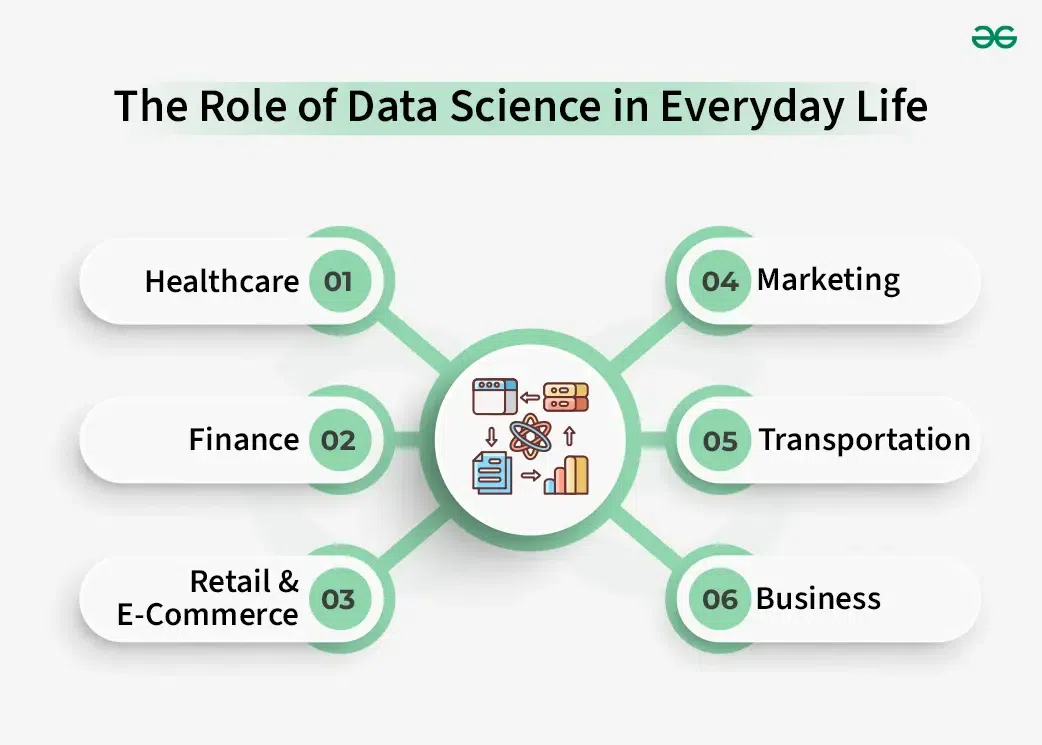 The Role of Data Science in Everyday Life
Healthcare 01
Finance 02
Retail &
E-Commerce 03
04 Marketing
05 Transportation
06 Business